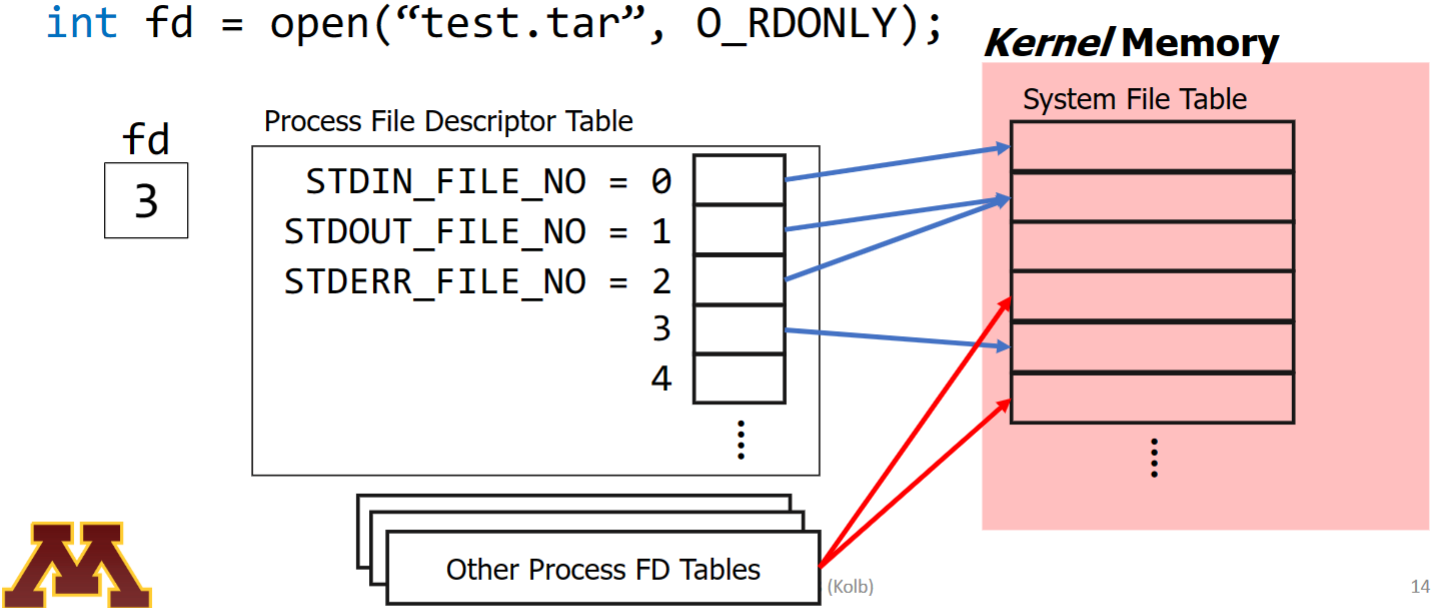 int fd = open(“test.tar”, O_RDONLY);
Kernel Memory
System File Table
Process File Descriptor Table
fd
3
STDIN_FILE_NO = 0
STDOUT_FILE_NO = 1
STDERR_FILE_NO = 2
3
4
Other Process FD Tables
(Kolb)
14
M